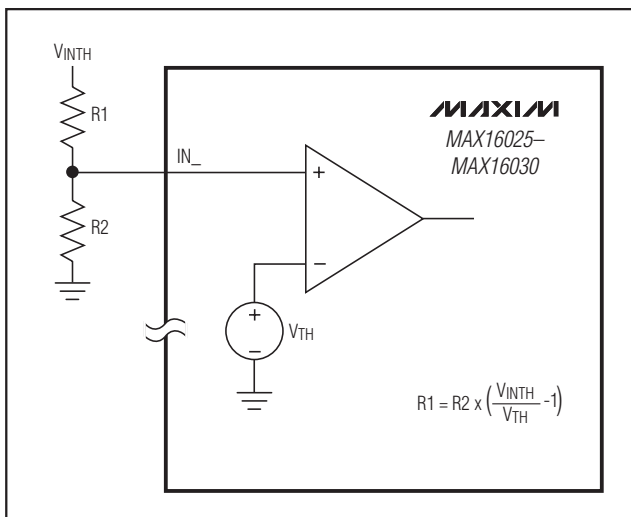 VINTH
R1
MAXIM
MAX16025–
MAX16030
IN_
+
R2
−
+
VTH
−
R1 = R2 x (VINTH/VTH -1)